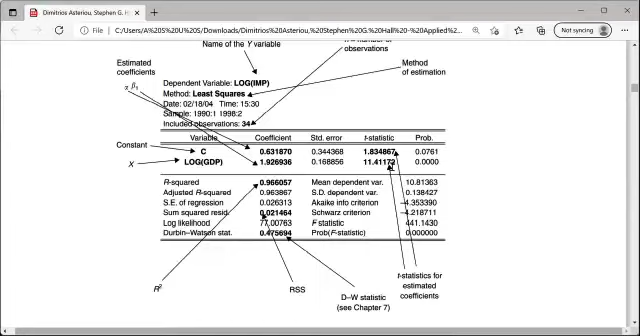 Dimitrios Asteriou, Stephen G. H
C:/Users/A%20S%20U%20S/Downloads/Dimitrios%20Asteriou,%20Stephen%20G.%20Hall%20-%20Applied%2...
Not syncing
Name of the Y variable
observations
Estimated
coefficients
Method
of estimation
Dependent Variable: LOG(IMP)
Method: Least Squares
Date: 02/18/04 Time: 15:30
Sample: 1990:1 1998:2
Included observations: 34
Variable Coefficient Std. error t-statistic Prob.
Constant
C 0.631870 0.344368 1.834867 0.0761
X
LOG(GDP) 1.926936 0.168856 11.41172 0.0000
R-squared 0.966057 Mean dependent var. 10.81363
Adjusted R-squared 0.963867 S.D. dependent var. 0.138427
S.E. of regression 0.026313 Akaike info criterion −4.353390
Sum squared resid. 0.021464 Schwarz criterion −4.218711
Log likelihood 77.00763 F-statistic 441.1430
Durbin–Watson stat. 0.475694 Prob(F-statistic) 0.000000
R²
RSS
D–W statistic
(see Chapter 7)
t-statistics for
estimated
coefficients